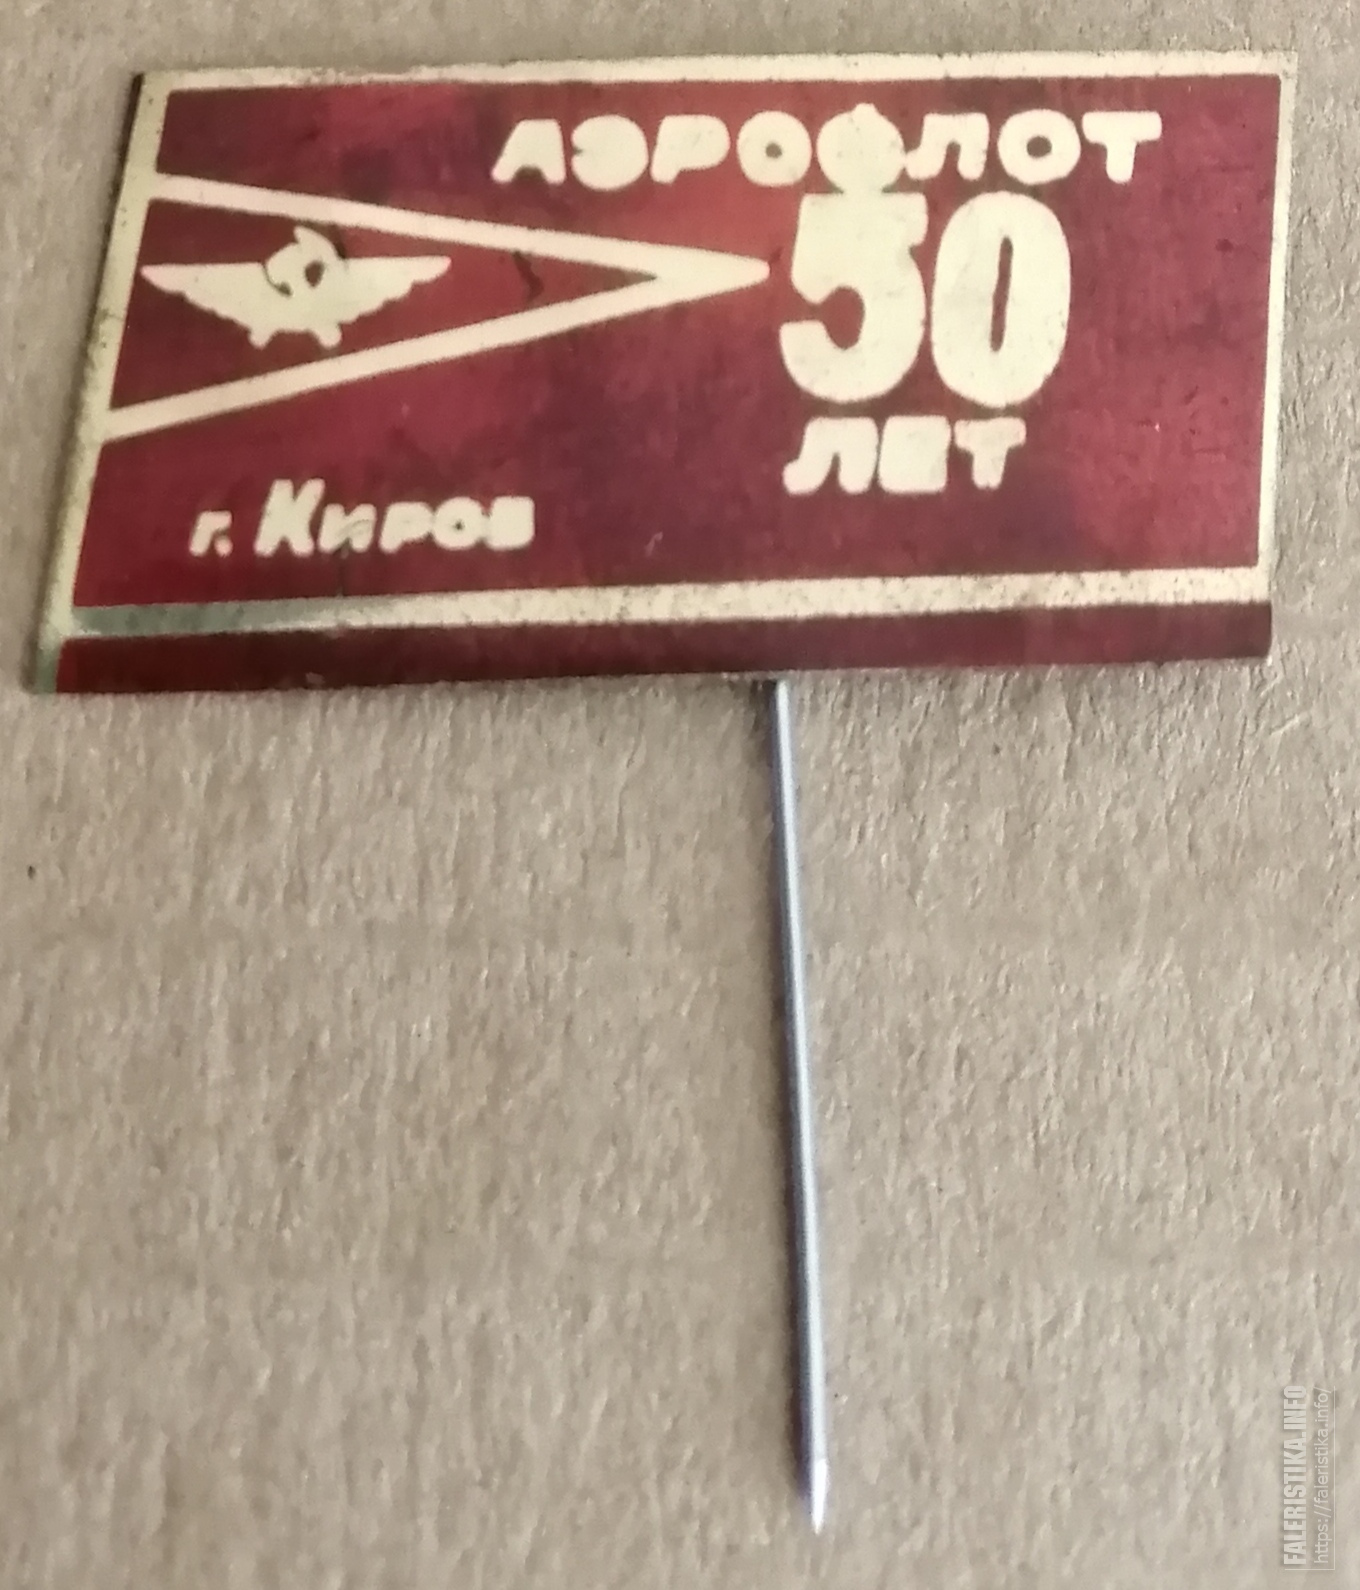 АЭРОФЛОТ
50
ЛЕТ
г. Киров
FALERISTIKA.INFO
https://faleristika.info/